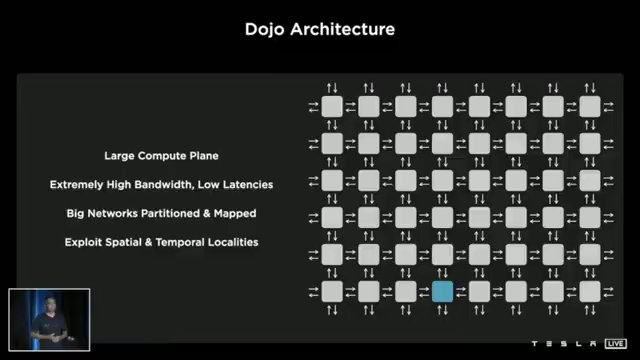 Dojo Architecture
Large Compute Plane
Extremely High Bandwidth, Low Latencies
Big Networks Partitioned & Mapped
Exploit Spatial & Temporal Localities
TESLA LIVE